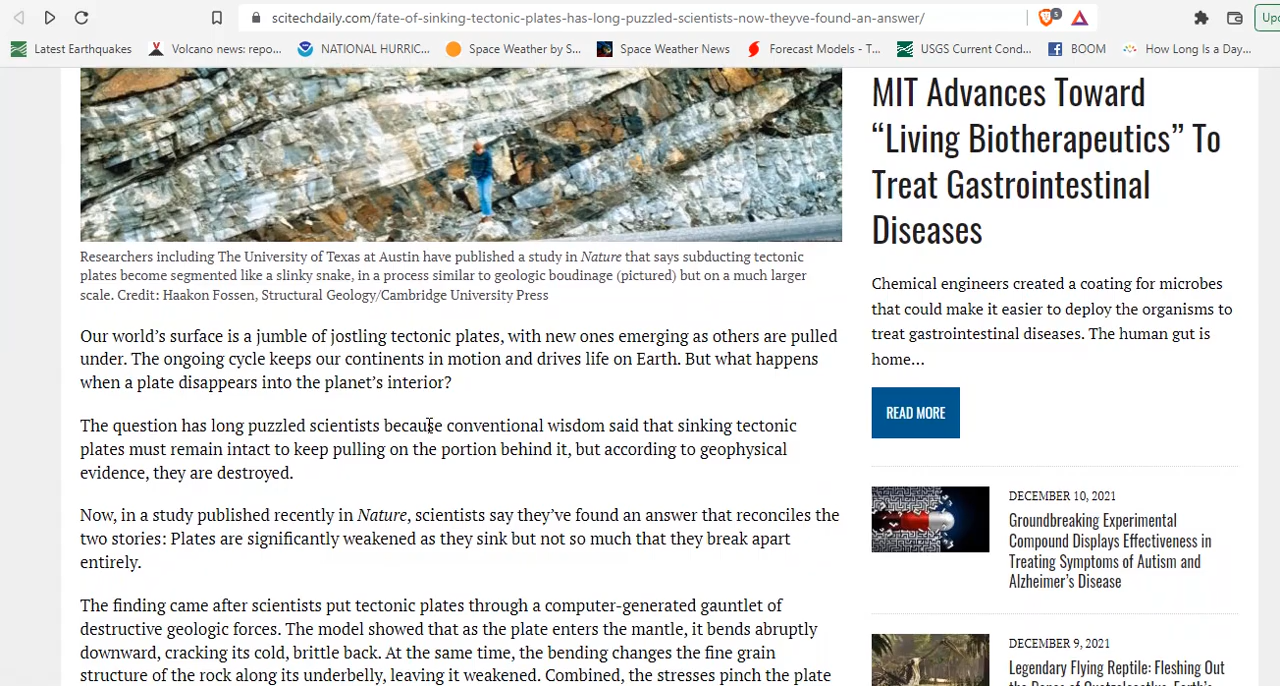 scitechdaily.com/fate-of-sinking-tectonic-plates-has-long-puzzled-scientists-now-theyve-found-an-answer/
5
Latest Earthquakes
Volcano news: repo...
NATIONAL HURRIC...
Space Weather by S...
Space Weather News
Forecast Models - T...
USGS Current Cond...
BOOM
How Long Is a Day...
Researchers including The University of Texas at Austin have published a study in Nature that says subducting tectonic
plates become segmented like a slinky snake, in a process similar to geologic boudinage (pictured) but on a much larger
scale. Credit: Haakon Fossen, Structural Geology/Cambridge University Press
Our world's surface is a jumble of jostling tectonic plates, with new ones emerging as others are pulled
under. The ongoing cycle keeps our continents in motion and drives life on Earth. But what happens
when a plate disappears into the planet's interior?
The question has long puzzled scientists because conventional wisdom said that sinking tectonic
plates must remain intact to keep pulling on the portion behind it, but according to geophysical
evidence, they are destroyed.
Now, in a study published recently in Nature, scientists say they've found an answer that reconciles the
two stories: Plates are significantly weakened as they sink but not so much that they break apart
entirely.
The finding came after scientists put tectonic plates through a computer-generated gauntlet of
destructive geologic forces. The model showed that as the plate enters the mantle, it bends abruptly
downward, cracking its cold, brittle back. At the same time, the bending changes the fine grain
structure of the rock along its underbelly, leaving it weakened. Combined, the stresses pinch the plate
MIT Advances Toward
“Living Biotherapeutics” To
Treat Gastrointestinal
Diseases
Chemical engineers created a coating for microbes
that could make it easier to deploy the organisms to
treat gastrointestinal diseases. The human gut is
home…
READ MORE
DECEMBER 10, 2021
Groundbreaking Experimental
Compound Displays Effectiveness in
Treating Symptoms of Autism and
Alzheimer's Disease
DECEMBER 9, 2021
Legendary Flying Reptile: Fleshing Out